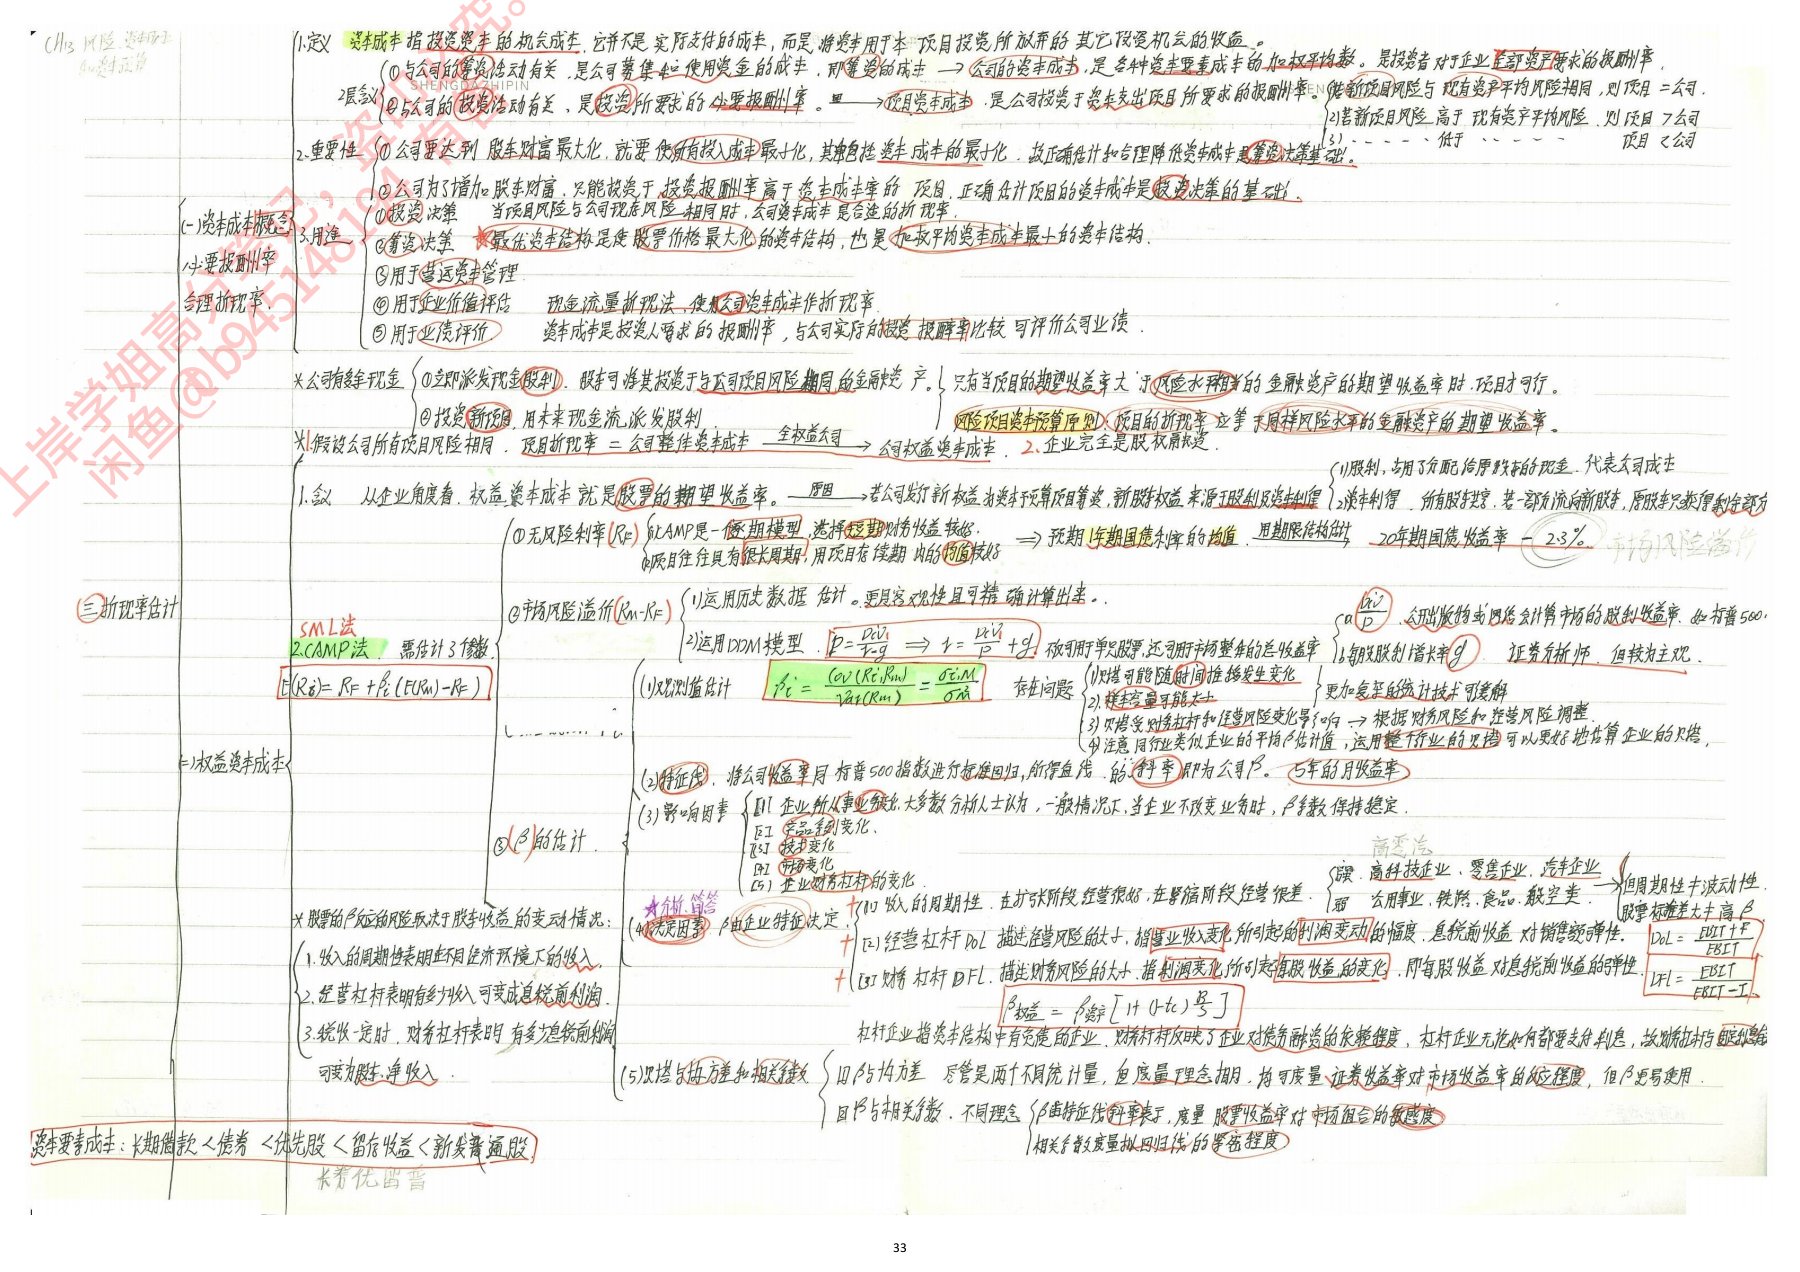 CH13 风险、资本成本
和资本预算
三 折现率估计
(一)资本成本概念
必要报酬率
合理折现率.
1.定义 资本成本指投资资本的机会成本. 它并不是实际支付的成本, 而是将资本用于本项目投资所放弃的其它投资机会的收益。
2层含义
①与公司的筹资活动有关. 是公司募集和使用资金的成本, 即筹资的成本 → 公司的资本成本, 是各种资本要素成本的加权平均数。是投资者对于企业全部资产要求的报酬率.
②与公司的投资活动有关, 是投资所要求的必要报酬率。 → 项目资本成本. 是公司投资于资本支出项目所要求的报酬率。
(1)若新项目风险与现有资产平均风险相同, 则项目=公司.
(2)若新项目风险高于现有资产平均风险. 则项目>公司
(3) - - - - - 低于 - - - - - 项目<公司
2.重要性 ①公司要达到股东财富最大化, 就要使所有投入成本最小化, 其中包括资本成本的最小化. 故正确估计和合理降低资本成本是筹资决策基础。
②公司为了增加股东财富. 只能投资于投资报酬率高于资本成本率的项目. 正确估计项目的资本成本是投资决策的基础.
3.用途 ①投资决策 当项目风险与公司现存风险相同时, 公司资本成本是合适的折现率.
②筹资决策 ★最优资本结构是使股票价格最大化的资本结构, 也是加权平均资本成本最小的资本结构.
③用于营运资本管理.
④用于企业价值评估 现金流量折现法、使用公司资本成本作折现率.
⑤用于业绩评价 资本成本是投资人要求的报酬率, 与公司实际的投资报酬率比较可评价公司业绩.
※公司有多余现金 ①立即派发现金股利. 股东可将其投资于与公司项目风险相同的金融资产。
②投资新项目, 用未来现金流派发股利.
只有当项目的期望收益率大于风险水平相当的金融资产的期望收益率时, 项目才可行。
风险项目资本预算原则: 项目的折现率应等于同样风险水平的金融资产的期望收益率。
※1.假设公司所有项目风险相同. 项目折现率=公司整体资本成本 全权益公司→ 公司权益资本成本. 2、企业完全是股权融资.
(二)权益资本成本
1.含义 从企业角度看. 权益资本成本就是股票的期望收益率。 原因→ 若公司发行新权益为资本预算项目筹资, 新股东权益来源于股利及资本利得
(1)股利, 占用了分配给原股东的现金. 代表公司成本
2.CAMP法 需估计3个参数
SML法
E(Ri)= RF + βi (E(RM)-RF)
①无风险利率(RF)
(1)CAMP是一个逐期模型, 选择短期财务收益较好.
(2)项目往往具有很长周期, 用项目存续期内的均值较好
⇒ 预期1年期国债利率的均值. 用期限结构估计→ 20年期国债收益率 - 2.3% 市场风险溢价
②市场风险溢价(RM-RF)
1)运用历史数据估计。更具客观性且可精确计算出来。
2)运用DDM模型. P=Div1/(r-g) ⇒ r=Div1/P+g 不仅可用于单只股票, 还可用于市场整体的总收益率
a. Div/P. 公司出版物或网络会计算市场的股利收益率. 如标普500.
b.每股股利增长率g. 证券分析师. 但较为主观.
③(β)的估计.
(1)观测值估计 βi = Cov(Ri,Rm)/Var(Rm) = σi,M/σ²M 存在问题
1)贝塔可能随时间推移发生变化
2).样本容量可能太小
更加复杂的统计技术可缓解
3)贝塔受财务杠杆和经营风险变化影响 → 根据财务风险和经营风险调整.
4)注意同行业类似企业的平均β估计值, 运用整个行业的贝塔可以更好地估算企业的贝塔.
(2)特征线. 将公司收益率同标普500指数进行标准回归, 所得直线的斜率即为公司β。 5年的月收益率
(3)影响因素
[1] 企业所从事业务变化. 大多数分析人士认为, 一般情况下, 当企业不改变业务时, β系数保持稳定.
[2] 产品系列变化.
[3] 技术变化
[4] 市场变化
[5] 企业财务杠杆的变化.
★分析.简答
(4)决定因素 β由企业特征决定.
[1] 收入的周期性. 在扩张阶段经营很好, 在紧缩阶段经营很差.
高零汽
强 高科技企业、零售企业、汽车企业
弱 公用事业、铁路、食品、航空类.
→ 但周期性≠波动性.
股票标准差大≠高β
[2] 经营杠杆DOL 描述经营风险的大小. 指营业收入变化所引起的利润变动的幅度. 息税前收益对销售额弹性. DOL = (EBIT+F)/EBIT
[3] 财务杠杆DFL. 描述财务风险的大小. 指利润变化所引起每股收益的变化. 即每股收益对息税前收益的弹性. DFL = EBIT/(EBIT-I)
β权益 = β资产 [1+(1-tc) B/S]
杠杆企业指资本结构中有负债的企业. 财务杠杆反映了企业对债务融资的依赖程度, 杠杆企业无论如何都要支付利息, 故财务杠杆与固定利息
(5)贝塔与协方差和相关系数
[1] β与协方差 尽管是两个不同统计量, 但度量理念相同. 均可度量证券收益率对市场收益率的反应程度, 但β更易使用.
[2] β与相关系数. 不同理念
β由特征线斜率表示, 度量股票收益率对市场组合的敏感度
相关系数度量拟回归线的紧密程度
※股票的β反应的风险取决于股东收益的变动情况:
1.收入的周期性表明在不同经济环境下的收入.
2.经营杠杆表明有多少收入可变成息税前利润.
3.税收一定时. 财务杠杆表明有多少息税前利润
可变为股东净收入.
资本要素成本: 长期借款<债券<优先股<留存收益<新发普通股.
长券优留普
上岸学姐高分笔记,盗印必究。
闲鱼@b94514819
SHENGDAZHIPIN
33